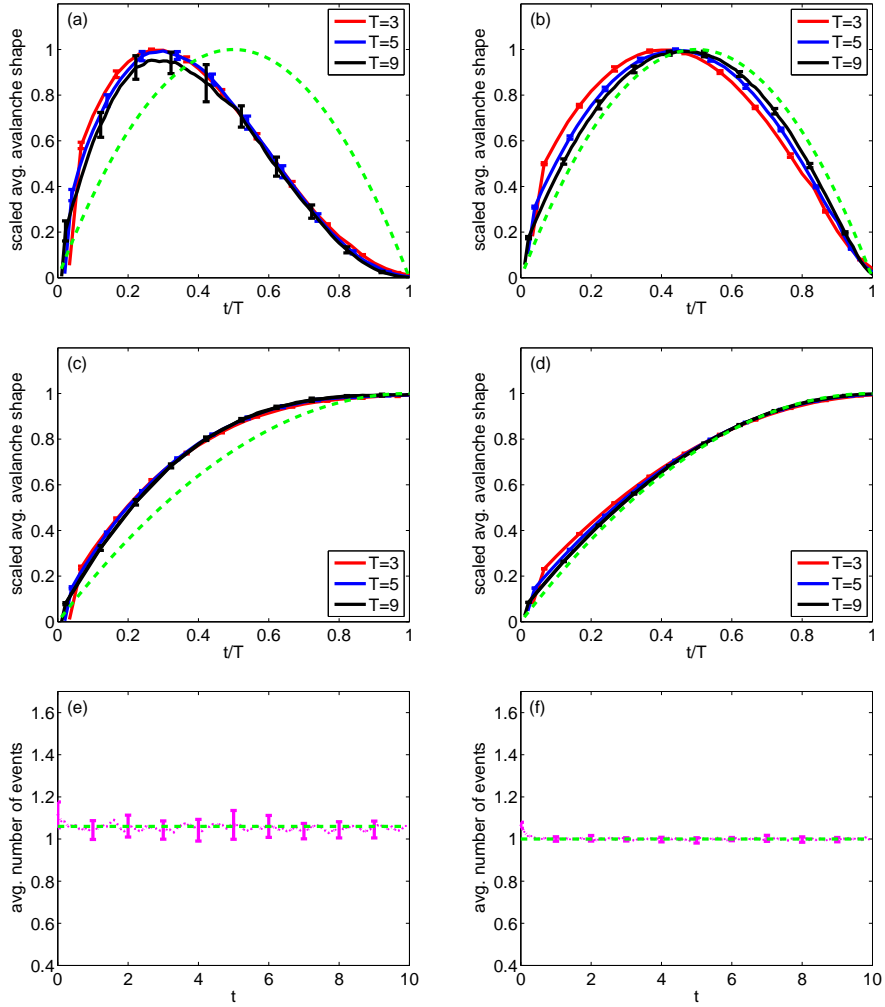 (a)
T=3
T=5
T=9
scaled avg. avalanche shape
1
0.8
0.6
0.4
0.2
0
0 0.2 0.4 0.6 0.8 1
t/T
(b)
T=3
T=5
T=9
scaled avg. avalanche shape
1
0.8
0.6
0.4
0.2
0
0 0.2 0.4 0.6 0.8 1
t/T
(c)
T=3
T=5
T=9
scaled avg. avalanche shape
1
0.8
0.6
0.4
0.2
0
0 0.2 0.4 0.6 0.8 1
t/T
(d)
T=3
T=5
T=9
scaled avg. avalanche shape
1
0.8
0.6
0.4
0.2
0
0 0.2 0.4 0.6 0.8 1
t/T
(e)
avg. number of events
1.6
1.4
1.2
1
0.8
0.6
0.4
0 2 4 6 8 10
t
(f)
avg. number of events
1.6
1.4
1.2
1
0.8
0.6
0.4
0 2 4 6 8 10
t